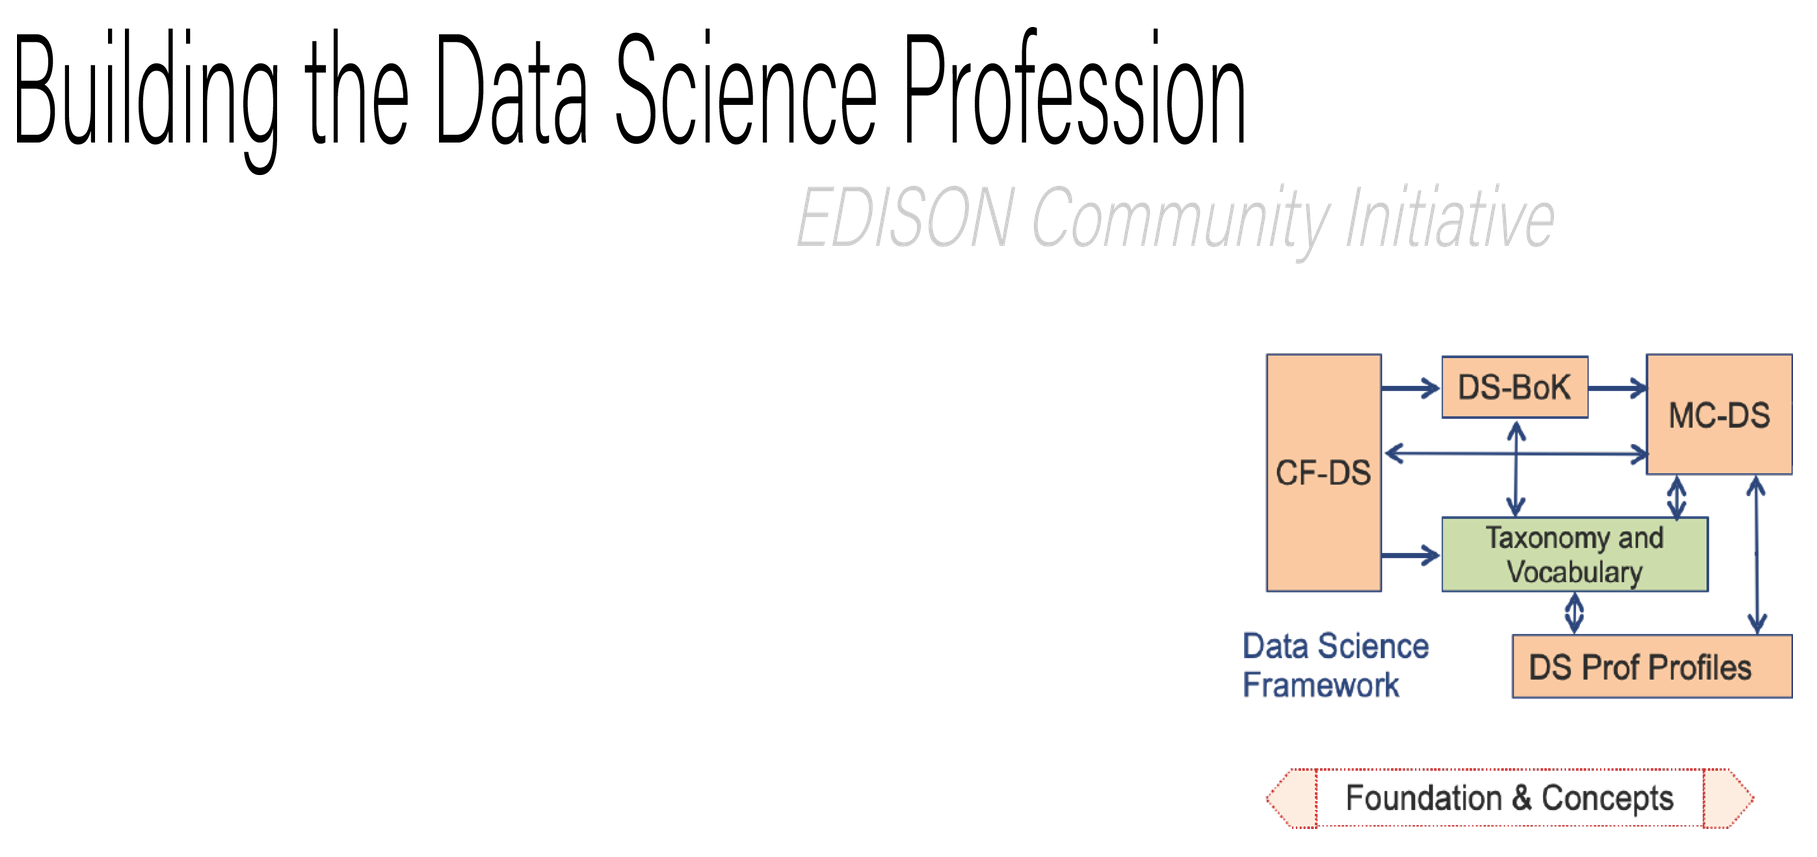 Building the Data Science Profession
EDISON Community Initiative
DS-BoK
MC-DS
CF-DS
Taxonomy and
Vocabulary
Data Science
Framework
DS Prof Profiles
Foundation & Concepts